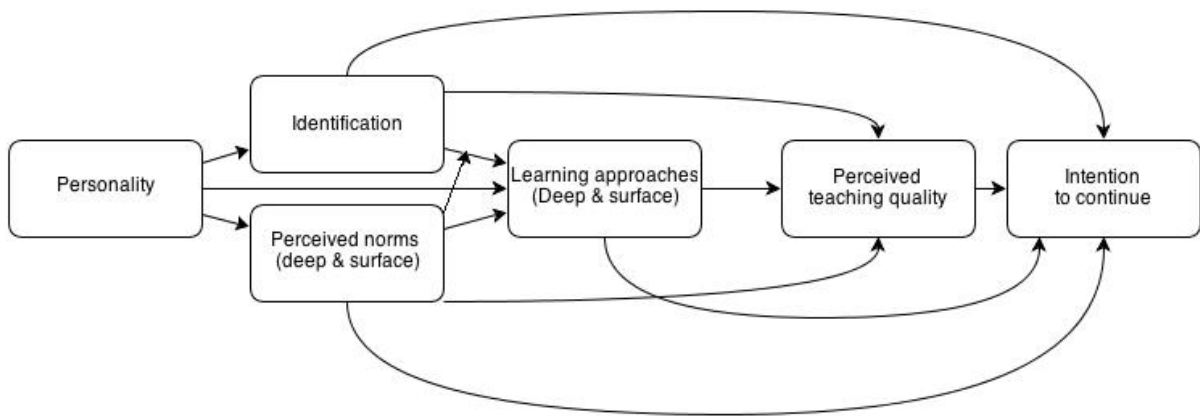 Identification
Personality
Perceived norms
(deep & surface)
Learning approaches
(Deep & surface)
Perceived
teaching quality
Intention
to continue